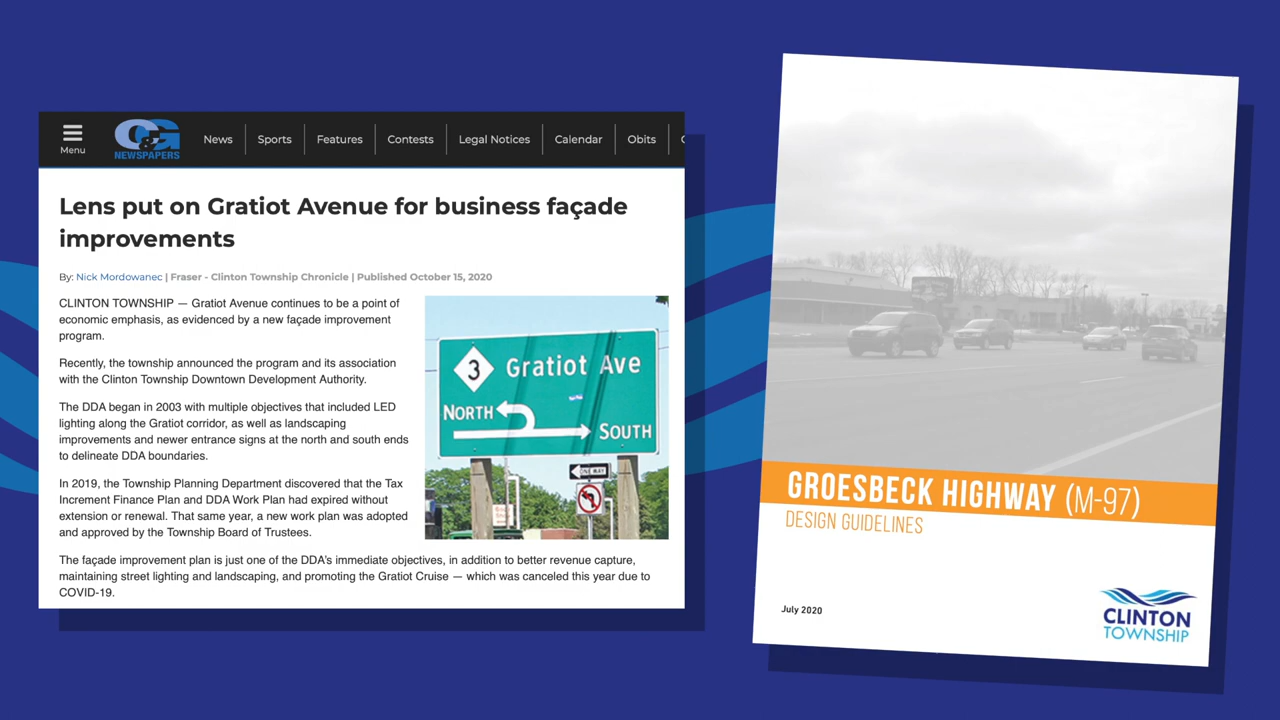 Menu
C&G
NEWSPAPERS
News
Sports
Features
Contests
Legal Notices
Calendar
Obits
Lens put on Gratiot Avenue for business façade
improvements
By: Nick Mordowanec | Fraser - Clinton Township Chronicle | Published October 15, 2020
CLINTON TOWNSHIP — Gratiot Avenue continues to be a point of
economic emphasis, as evidenced by a new façade improvement
program.
Recently, the township announced the program and its association
with the Clinton Township Downtown Development Authority.
The DDA began in 2003 with multiple objectives that included LED
lighting along the Gratiot corridor, as well as landscaping
improvements and newer entrance signs at the north and south ends
to delineate DDA boundaries.
In 2019, the Township Planning Department discovered that the Tax
Increment Finance Plan and DDA Work Plan had expired without
extension or renewal. That same year, a new work plan was adopted
and approved by the Township Board of Trustees.
The façade improvement plan is just one of the DDA's immediate objectives, in addition to better revenue capture,
maintaining street lighting and landscaping, and promoting the Gratiot Cruise — which was canceled this year due to
COVID-19.
3 Gratiot Ave
NORTH
SOUTH
ONE WAY
GROESBECK HIGHWAY (M-97)
DESIGN GUIDELINES
July 2020
CLINTON
TOWNSHIP